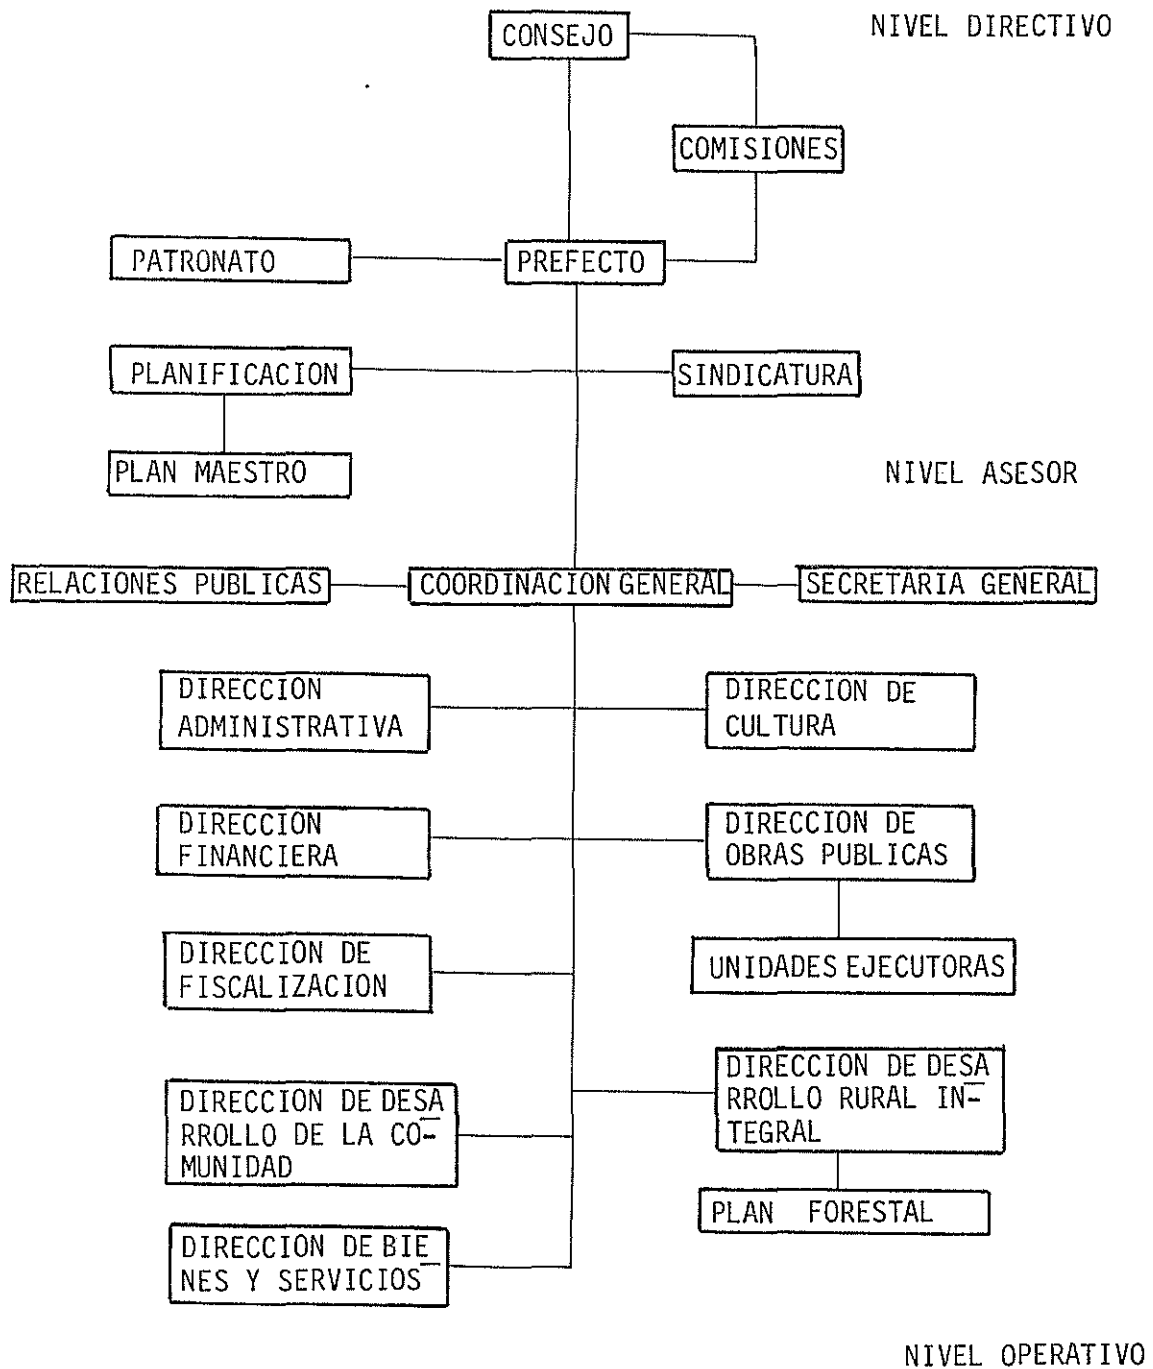 NIVEL DIRECTIVO
CONSEJO
COMISIONES
PATRONATO
PREFECTO
PLANIFICACION
SINDICATURA
PLAN MAESTRO
NIVEL ASESOR
RELACIONES PUBLICAS
COORDINACION GENERAL
SECRETARIA GENERAL
DIRECCION
ADMINISTRATIVA
DIRECCION DE
CULTURA
DIRECCION
FINANCIERA
DIRECCION DE
OBRAS PUBLICAS
DIRECCION DE
FISCALIZACION
UNIDADES EJECUTORAS
DIRECCION DE DESA
RROLLO RURAL IN-
TEGRAL
DIRECCION DE DESA
RROLLO DE LA CO-
MUNIDAD
PLAN FORESTAL
DIRECCION DE BIE
NES Y SERVICIOS
NIVEL OPERATIVO